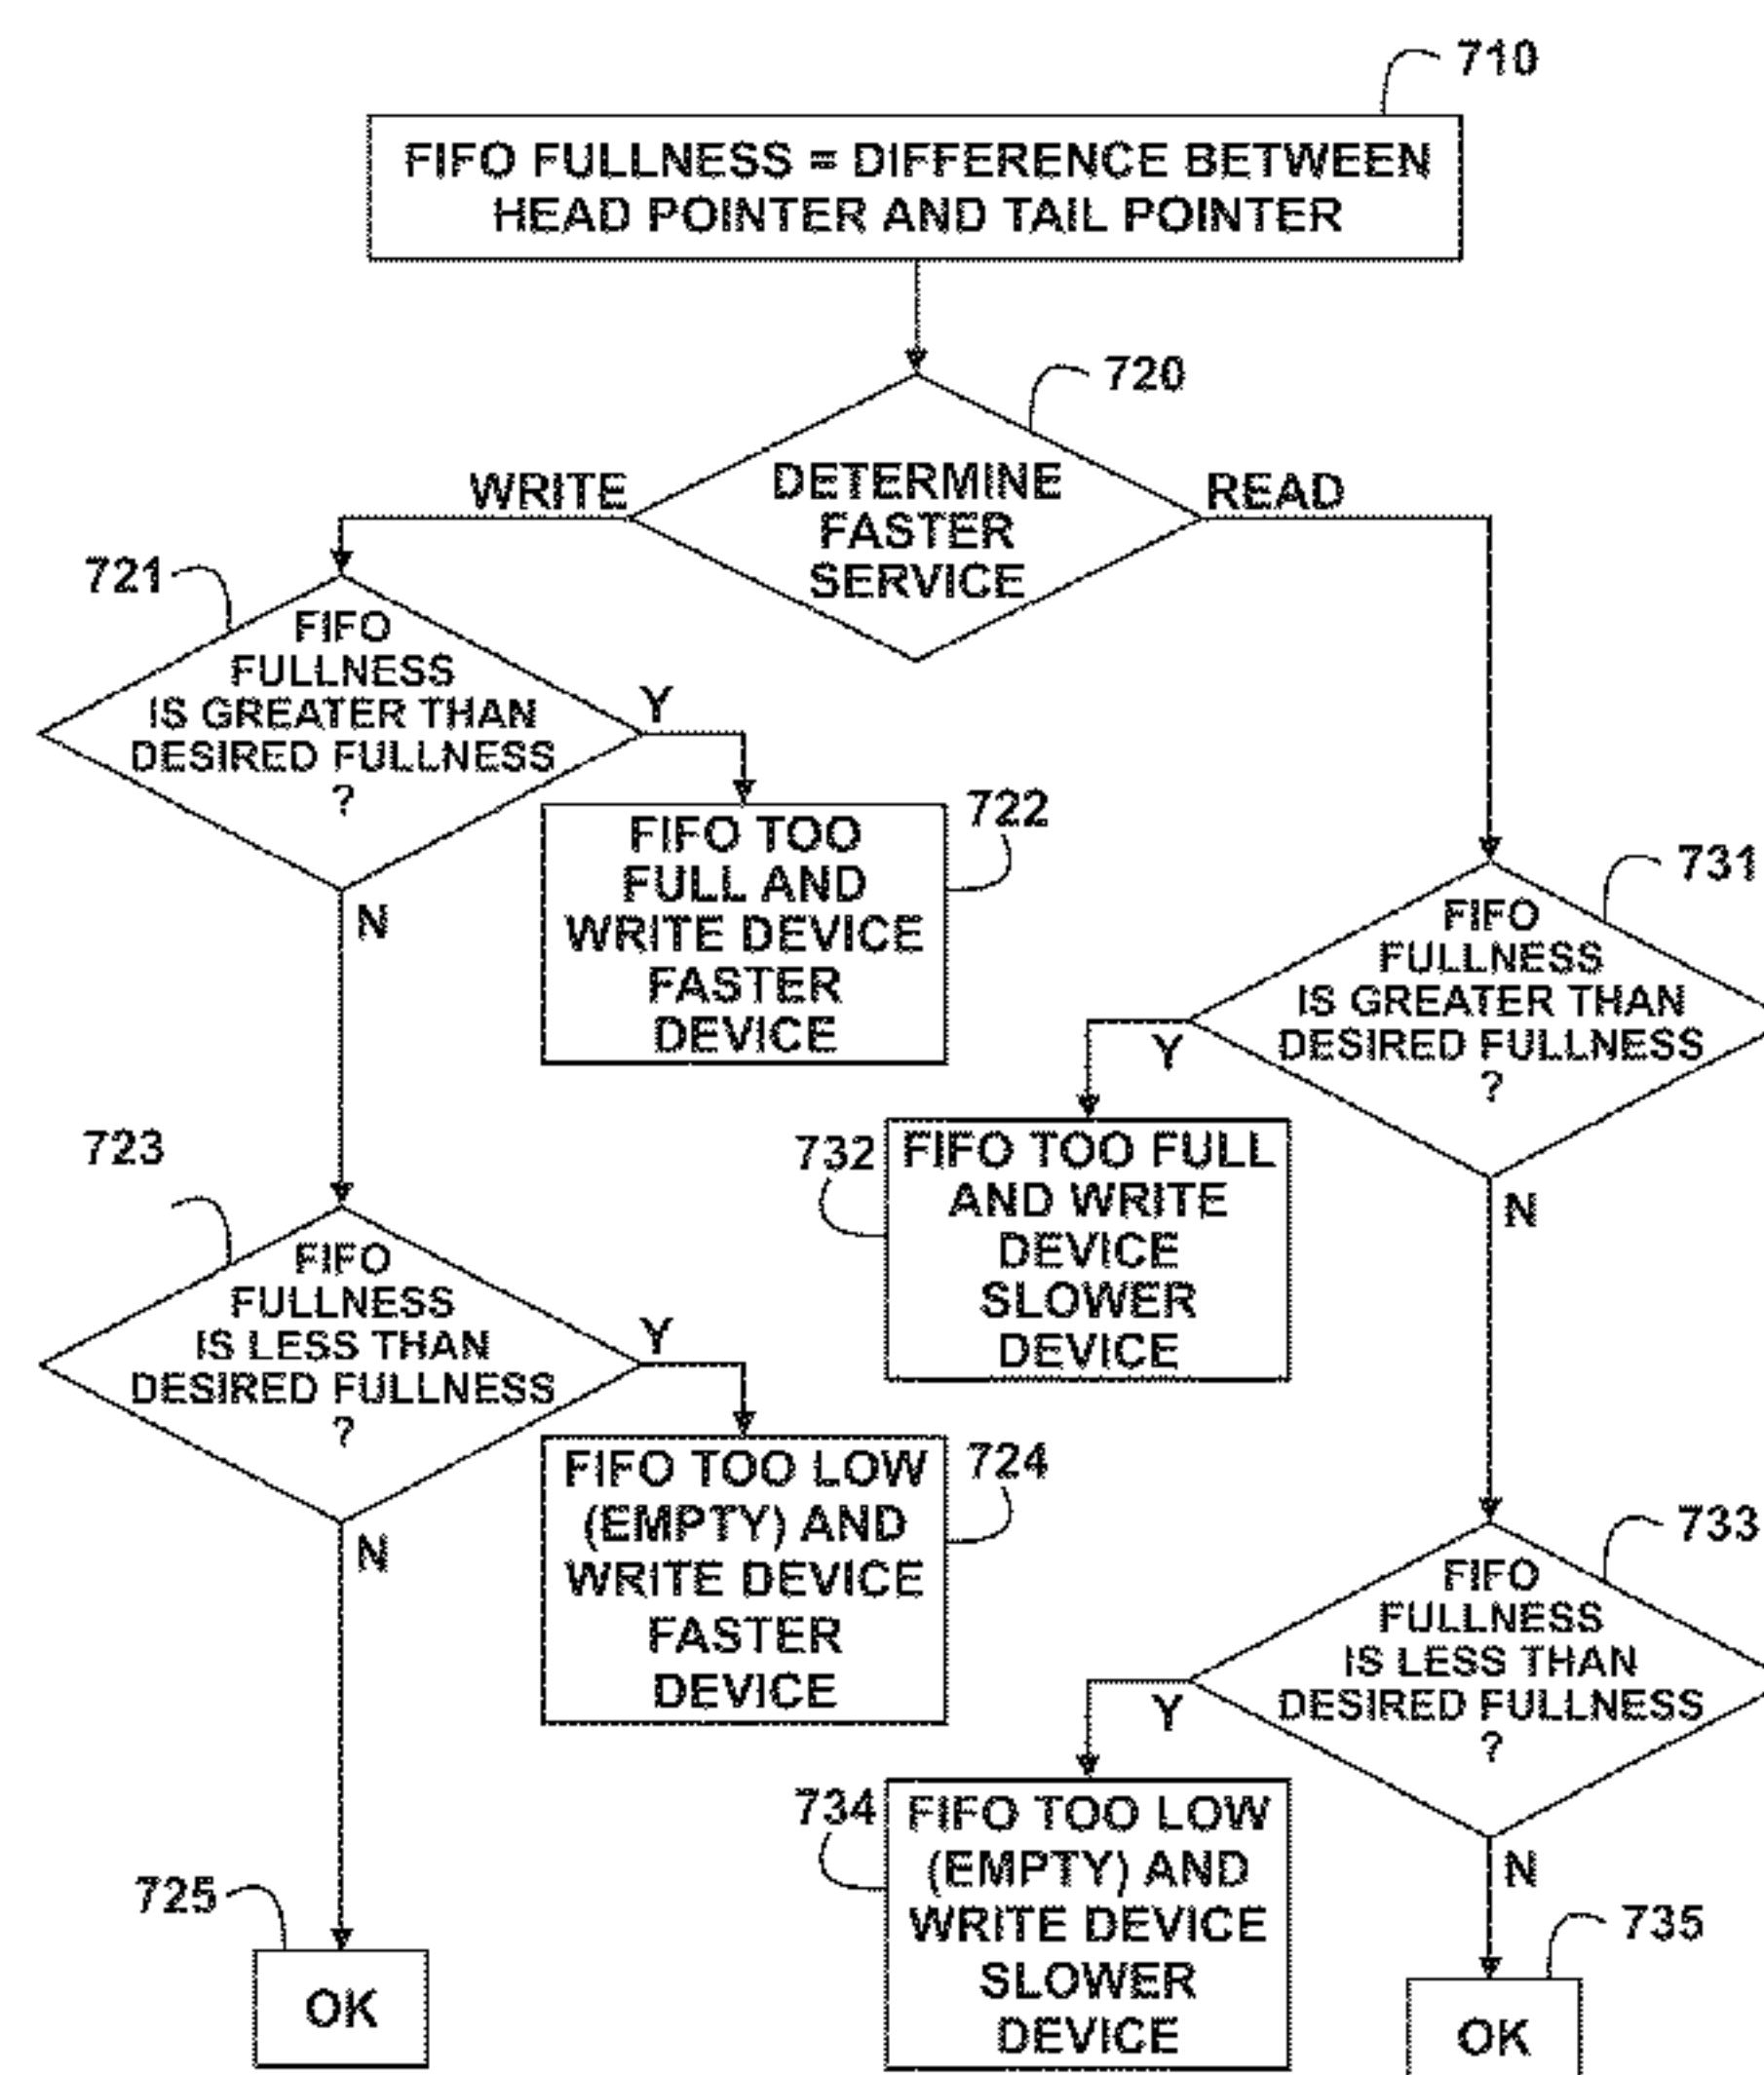 710
FIFO FULLNESS = DIFFERENCE BETWEEN
HEAD POINTER AND TAIL POINTER
720
DETERMINE
FASTER
SERVICE
WRITE
READ
721
FIFO
FULLNESS
IS GREATER THAN
DESIRED FULLNESS
?
Y
N
722
FIFO TOO
FULL AND
WRITE DEVICE
FASTER
DEVICE
723
FIFO
FULLNESS
IS LESS THAN
DESIRED FULLNESS
?
Y
N
724
FIFO TOO LOW
(EMPTY) AND
WRITE DEVICE
FASTER
DEVICE
725
OK
731
FIFO
FULLNESS
IS GREATER THAN
DESIRED FULLNESS
?
Y
N
732
FIFO TOO FULL
AND WRITE
DEVICE
SLOWER
DEVICE
733
FIFO
FULLNESS
IS LESS THAN
DESIRED FULLNESS
?
Y
N
734
FIFO TOO LOW
(EMPTY) AND
WRITE DEVICE
SLOWER
DEVICE
735
OK